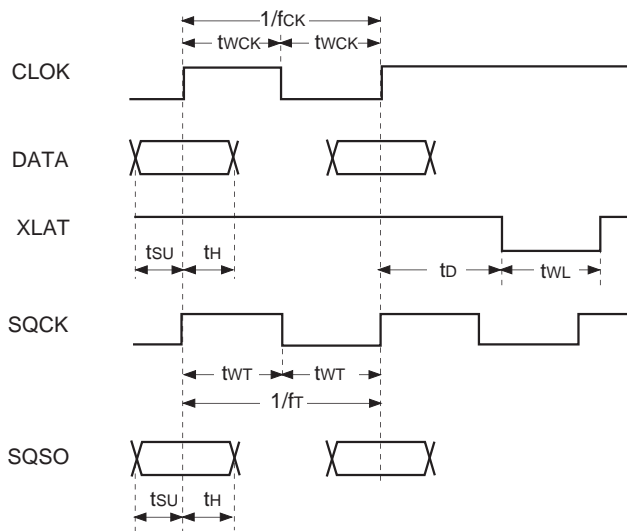 1/fCK
tWCK tWCK
CLOK
DATA
XLAT
tSU tH tD tWL
SQCK
tWT tWT
1/fT
SQSO
tSU tH